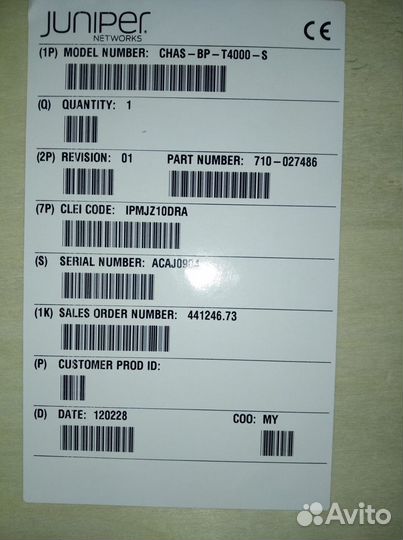 JUNIPER
NETWORKS
CE
(1P) MODEL NUMBER: CHAS-BP-T4000-S
(Q) QUANTITY: 1
(2P) REVISION: 01 PART NUMBER: 710-027486
(7P) CLEI CODE: IPMJZ10DRA
(S) SERIAL NUMBER:
(1K) SALES ORDER NUMBER: 441246.73
(P) CUSTOMER PROD ID:
(D) DATE: 120228 COO: MY
Avito